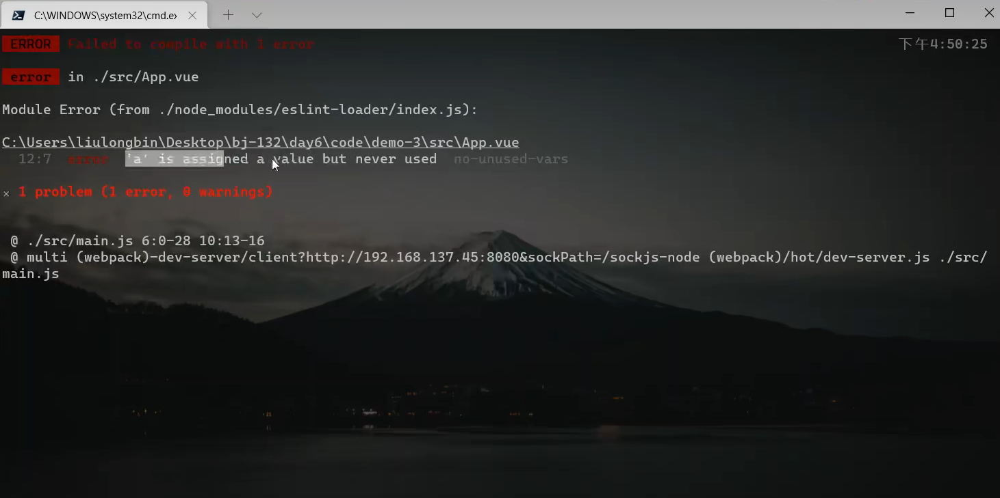 C:\WINDOWS\system32\cmd.ex
ERROR Failed to compile with 1 error 下午4:50:25
error in ./src/App.vue
Module Error (from ./node_modules/eslint-loader/index.js):
C:\Users\liulongbin\Desktop\bj-132\day6\code\demo-3\src\App.vue
12:7 error 'a' is assigned a value but never used no-unused-vars
× 1 problem (1 error, 0 warnings)
@ ./src/main.js 6:0-28 10:13-16
@ multi (webpack)-dev-server/client?http://192.168.137.45:8080&sockPath=/sockjs-node (webpack)/hot/dev-server.js ./src/
main.js